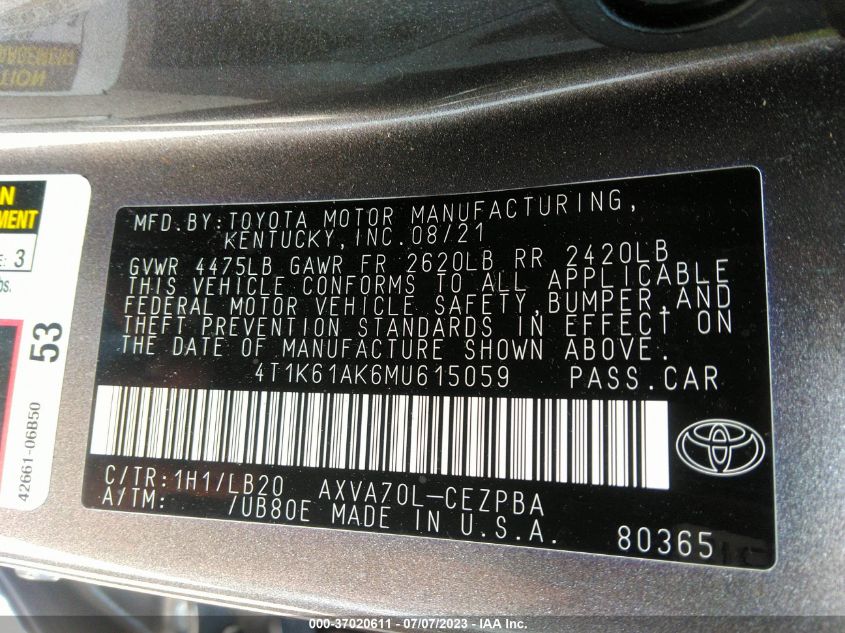 TION
N
MENT
E: 3
bs.
53
42661-06B50
MFD.BY:TOYOTA MOTOR MANUFACTURING,
KENTUCKY,INC.08/21
GVWR 4475LB GAWR FR 2620LB RR 2420LB
THIS VEHICLE CONFORMS TO ALL APPLICABLE
FEDERAL MOTOR VEHICLE SAFETY,BUMPER,AND
THEFT PREVENTION STANDARDS IN EFFECT ON
THE DATE OF MANUFACTURE SHOWN ABOVE.
4T1K61AK6MU615059 PASS.CAR
C/TR:1H1/LB20 AXVA70L-CEZPBA
A/TM: /UB80E MADE IN U.S.A.
80365
000-37020611 - 07/07/2023 - IAA Inc.